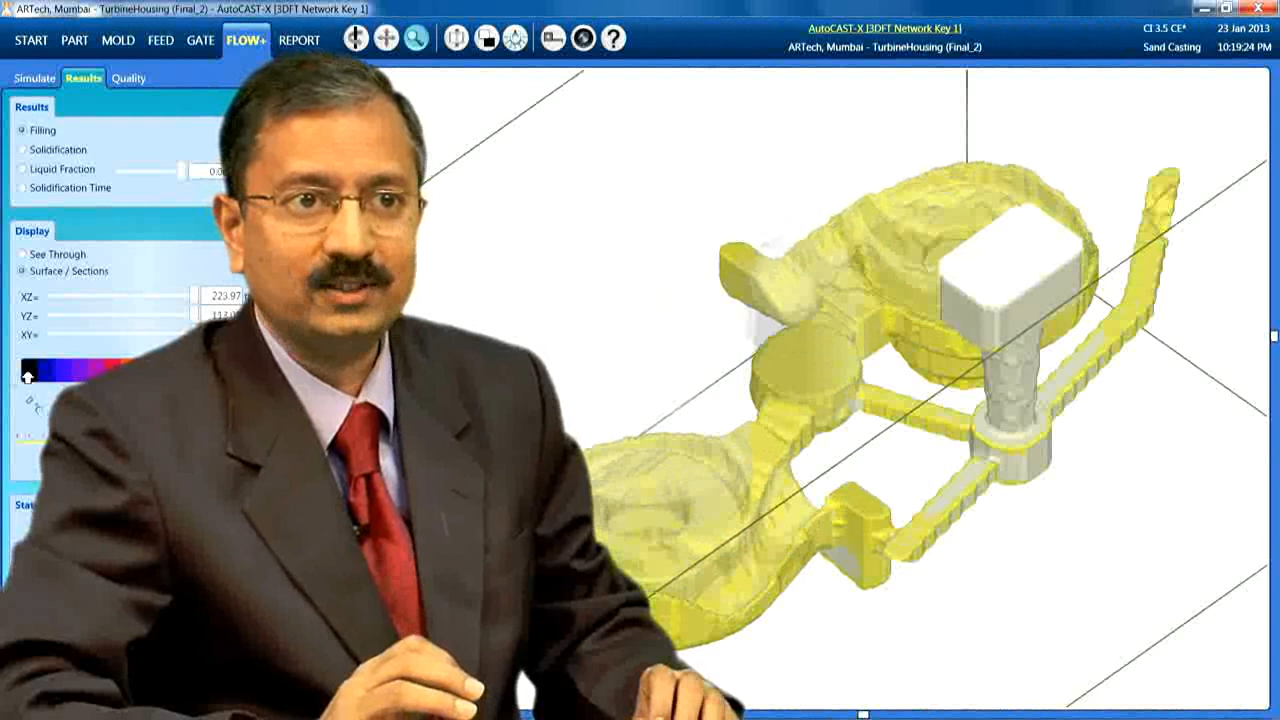 ARTech, Mumbai - TurbineHousing (Final_2) - AutoCAST-X [3DFT Network Key 1]
START PART MOLD FEED GATE FLOW+ REPORT
AutoCAST-X [3DFT Network Key 1]
ARTech, Mumbai - TurbineHousing (Final_2)
CI 3.5 CE* 23 Jan 2013
Sand Casting 10:19:24 PM
Simulate Results Quality
Results
Filling
Solidification
Liquid Fraction
Solidification Time
Display
See Through
Surface / Sections
XZ= 223.97
YZ=
XY=